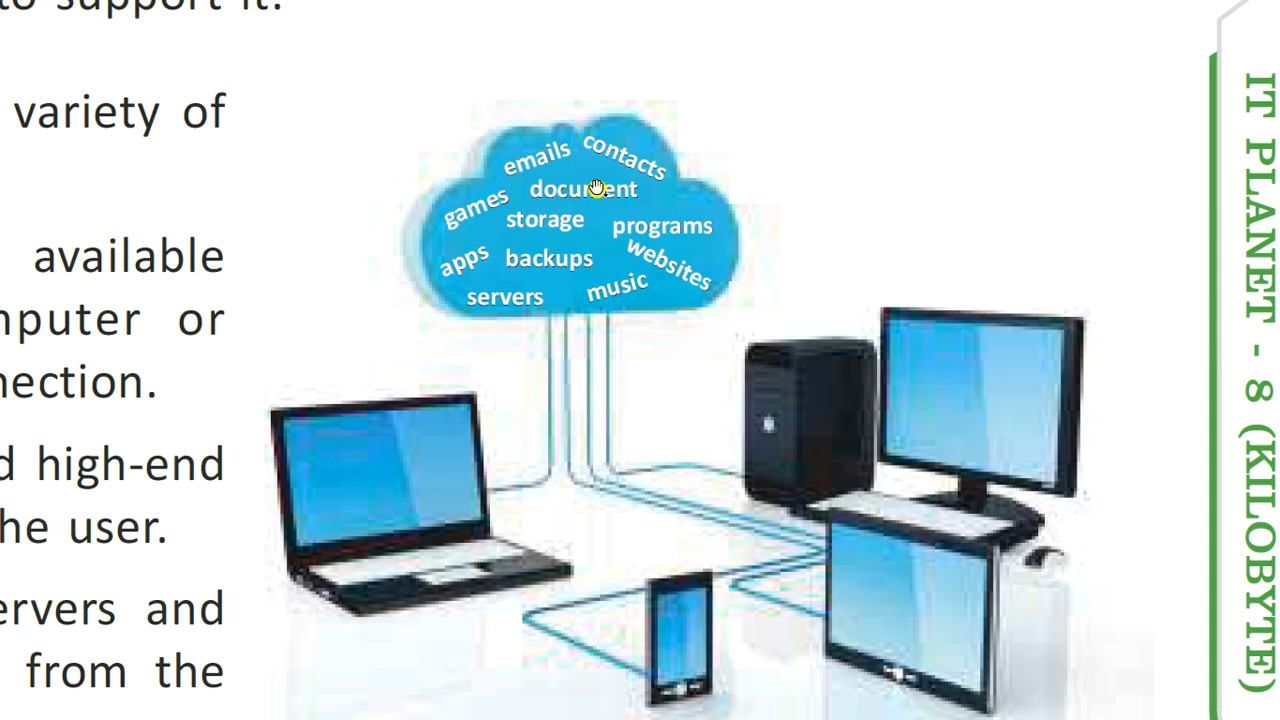 to support it.
variety of
available
mputer or
nection.
d high-end
he user.
ervers and
from the
emails contacts
document
games
storage programs
apps backups websites
servers music
IT PLANET - 8 (KILOBYTE)